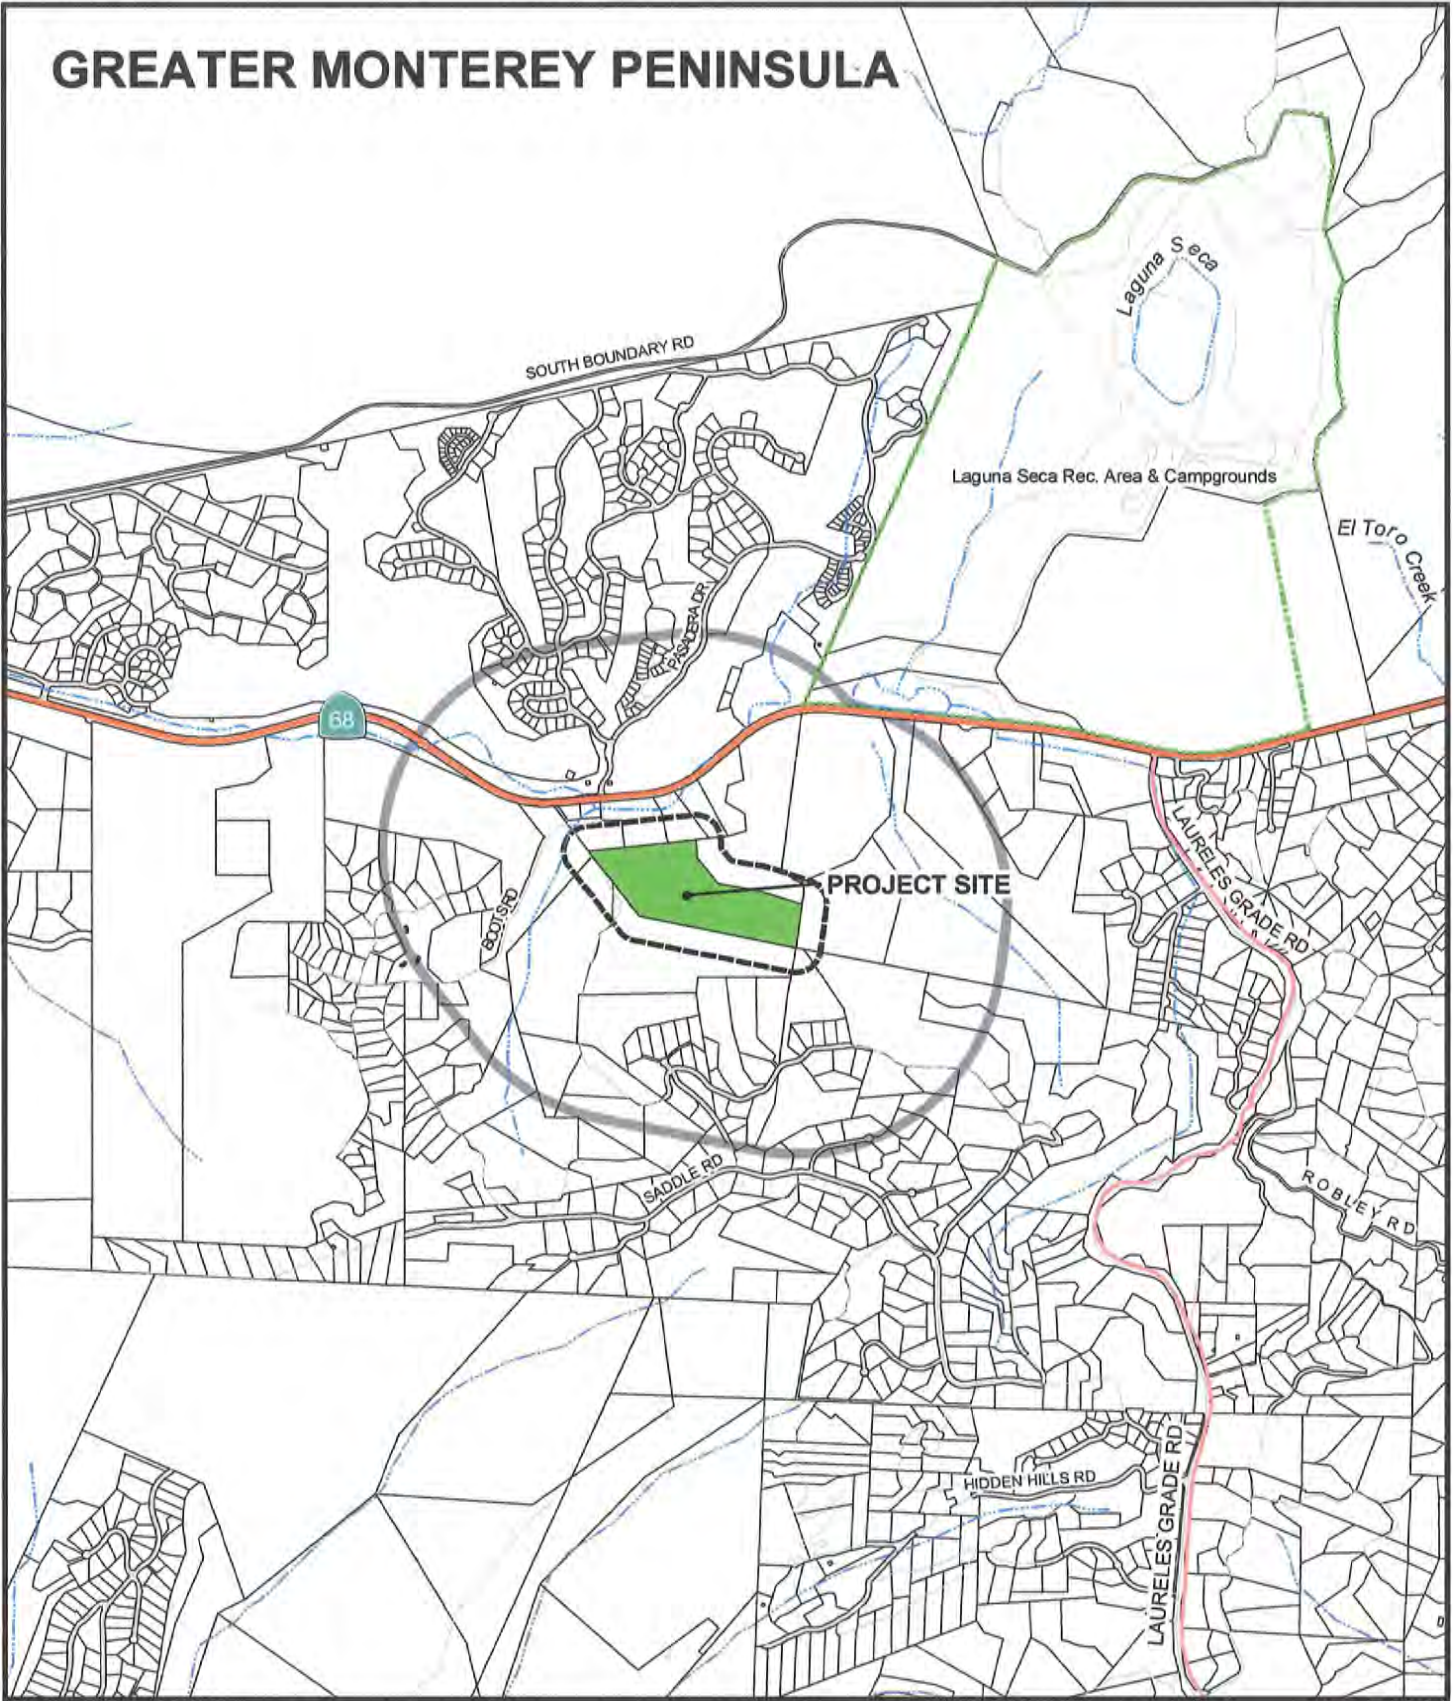 GREATER MONTEREY PENINSULA
Laguna Seca
SOUTH BOUNDARY RD
Laguna Seca Rec. Area & Campgrounds
El Toro Creek
PASADERA DR
68
LAURELES GRADE RD
PROJECT SITE
BOOTS RD
SADDLE RD
ROBLEY RD
HIDDEN HILLS RD
LAURELES GRADE RD